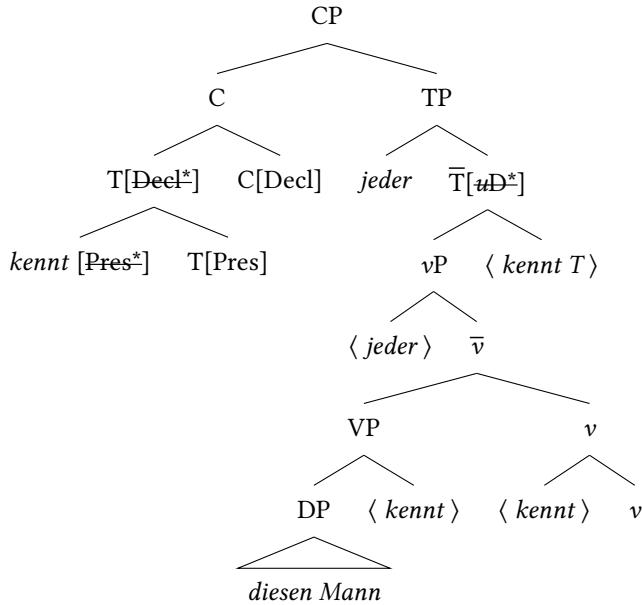 CP
C TP
T[Decl*] C[Decl] jeder T̅[uD*]
kennt [Pres*] T[Pres] vP ⟨ kennt T ⟩
⟨ jeder ⟩ v̅
VP v
DP ⟨ kennt ⟩ ⟨ kennt ⟩ v
diesen Mann